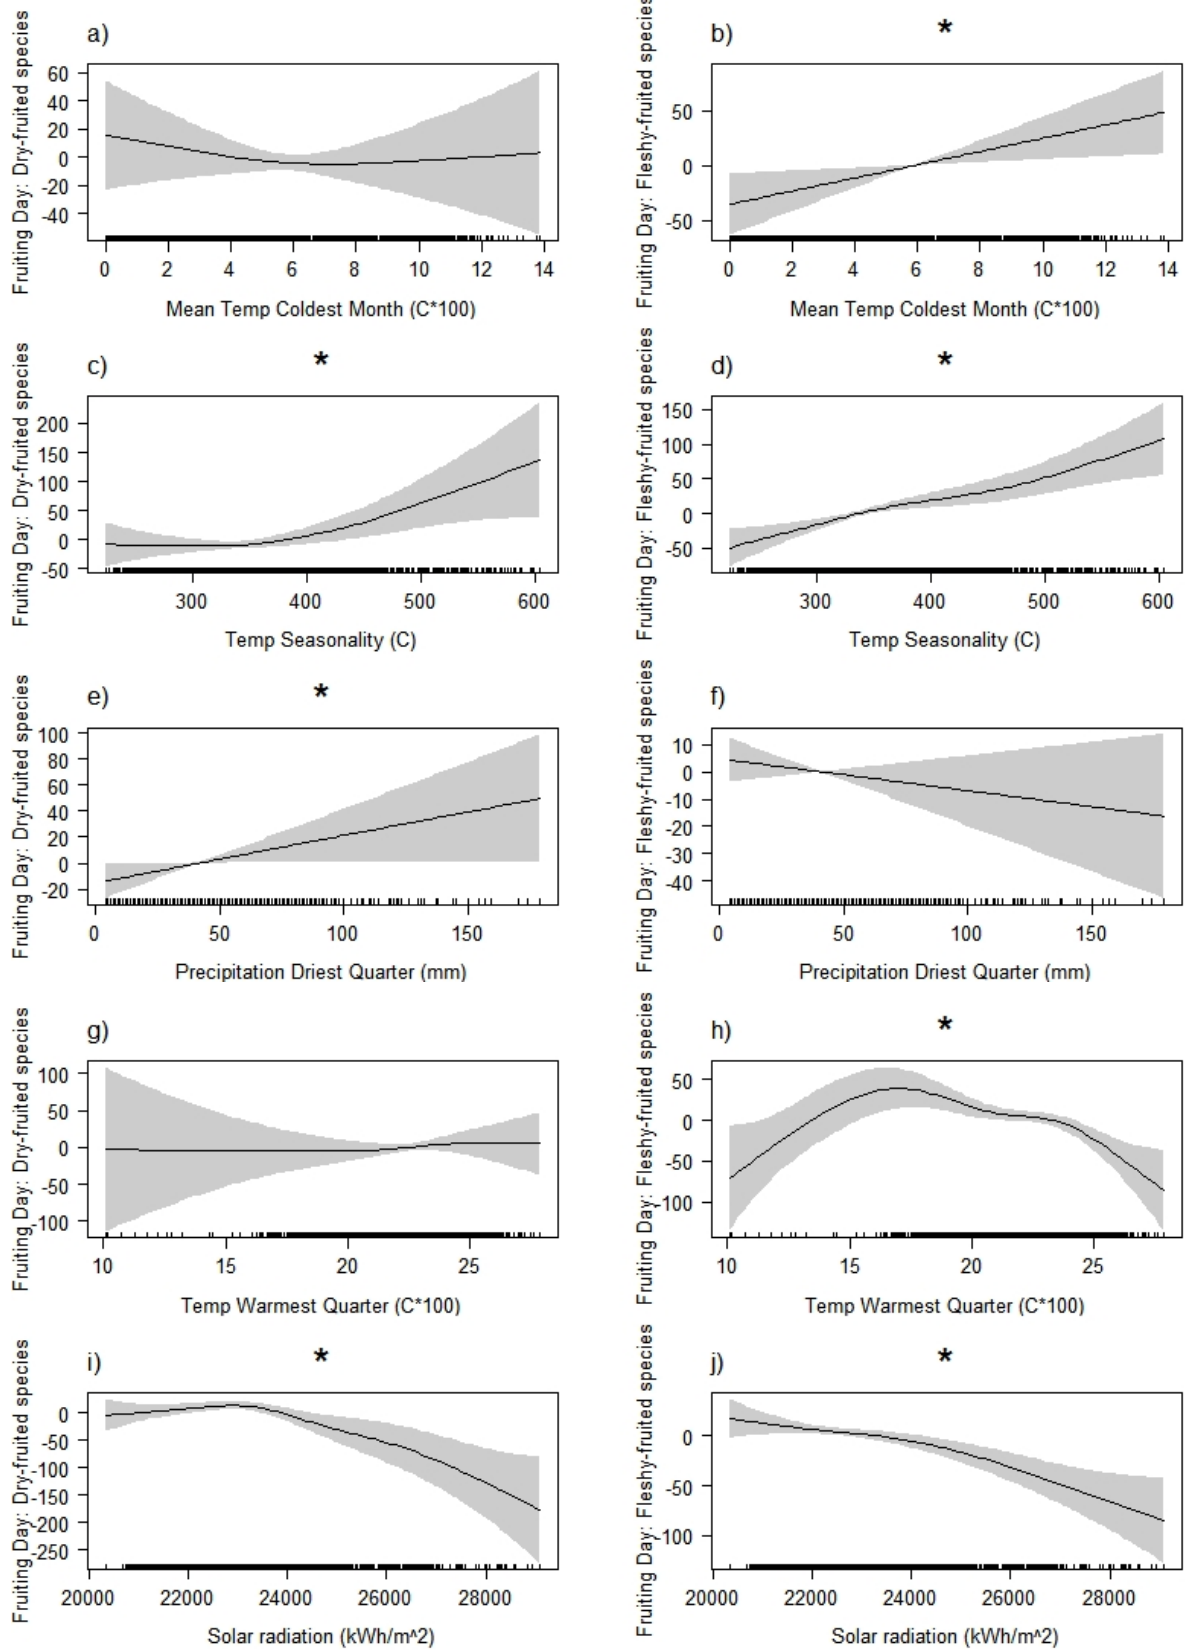 a)
Fruiting Day: Dry-fruited species
60
40
20
0
-20
-40
0 2 4 6 8 10 12 14
Mean Temp Coldest Month (C*100)
b)
*
Fruiting Day: Fleshy-fruited species
50
0
-50
0 2 4 6 8 10 12 14
Mean Temp Coldest Month (C*100)
c)
*
Fruiting Day: Dry-fruited species
200
150
100
50
0
-50
300 400 500 600
Temp Seasonality (C)
d)
*
Fruiting Day: Fleshy-fruited species
150
100
50
0
-50
300 400 500 600
Temp Seasonality (C)
e)
*
Fruiting Day: Dry-fruited species
100
80
60
40
20
0
-20
0 50 100 150
Precipitation Driest Quarter (mm)
f)
Fruiting Day: Fleshy-fruited species
10
0
-10
-20
-30
-40
0 50 100 150
Precipitation Driest Quarter (mm)
g)
Fruiting Day: Dry-fruited species
100
50
0
-50
-100
10 15 20 25
Temp Warmest Quarter (C*100)
h)
*
Fruiting Day: Fleshy-fruited species
50
0
-50
-100
10 15 20 25
Temp Warmest Quarter (C*100)
i)
*
Fruiting Day: Dry-fruited species
0
-50
-100
-150
-200
-250
20000 22000 24000 26000 28000
Solar radiation (kWh/m^2)
j)
*
Fruiting Day: Fleshy-fruited species
0
-50
-100
20000 22000 24000 26000 28000
Solar radiation (kWh/m^2)